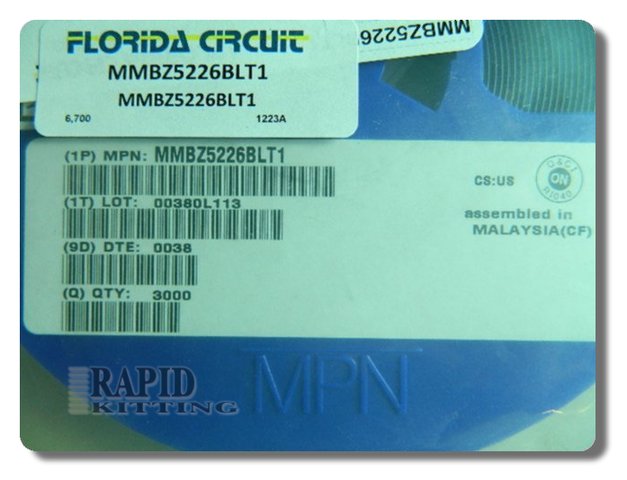 FLORIDA CIRCUIT
MMBZ5226BLT1
MMBZ5226BLT1
6,700 1223A
MMBZ5226
(1P) MPN: MMBZ5226BLT1
(1T) LOT: 00380L113
(9D) DTE: 0038
(Q) QTY: 3000
CS:US
ON
assembled in
MALAYSIA(CF)
MPN
RAPID
KITTING